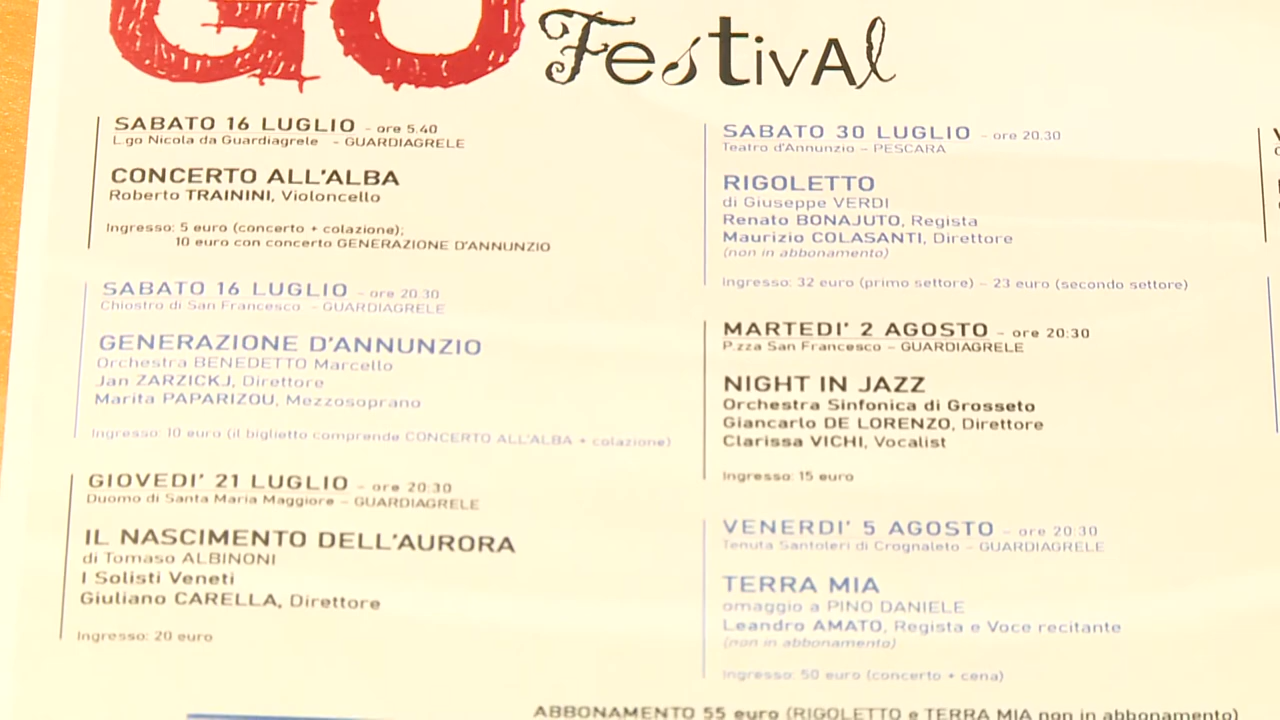 GO Festival
SABATO 16 LUGLIO - ore 5.40
L.go Nicola da Guardiagrele - GUARDIAGRELE
CONCERTO ALL'ALBA
Roberto TRAININI, Violoncello
Ingresso: 5 euro (concerto + colazione);
10 euro con concerto GENERAZIONE D'ANNUNZIO
SABATO 16 LUGLIO - ore 20:30
Chiostro di San Francesco - GUARDIAGRELE
GENERAZIONE D'ANNUNZIO
Orchestra BENEDETTO Marcello
Jan ZARZICKJ, Direttore
Marita PAPARIZOU, Mezzosoprano
Ingresso: 10 euro (il biglietto comprende CONCERTO ALL'ALBA + colazione)
GIOVEDI' 21 LUGLIO - ore 20:30
Duomo di Santa Maria Maggiore - GUARDIAGRELE
IL NASCIMENTO DELL'AURORA
di Tomaso ALBINONI
I Solisti Veneti
Giuliano CARELLA, Direttore
Ingresso: 20 euro
SABATO 30 LUGLIO - ore 20.30
Teatro d'Annunzio - PESCARA
RIGOLETTO
di Giuseppe VERDI
Renato BONAJUTO, Regista
Maurizio COLASANTI, Direttore
(non in abbonamento)
Ingresso: 32 euro (primo settore) - 23 euro (secondo settore)
MARTEDI' 2 AGOSTO - ore 20:30
P.zza San Francesco - GUARDIAGRELE
NIGHT IN JAZZ
Orchestra Sinfonica di Grosseto
Giancarlo DE LORENZO, Direttore
Clarissa VICHI, Vocalist
Ingresso: 15 euro
VENERDI' 5 AGOSTO - ore 20:30
Tenuta Santoleri di Crognaleto - GUARDIAGRELE
TERRA MIA
omaggio a PINO DANIELE
Leandro AMATO, Regista e Voce recitante
(non in abbonamento)
Ingresso: 50 euro (concerto + cena)
ABBONAMENTO 55 euro (RIGOLETTO e TERRA MIA non in abbonamento)